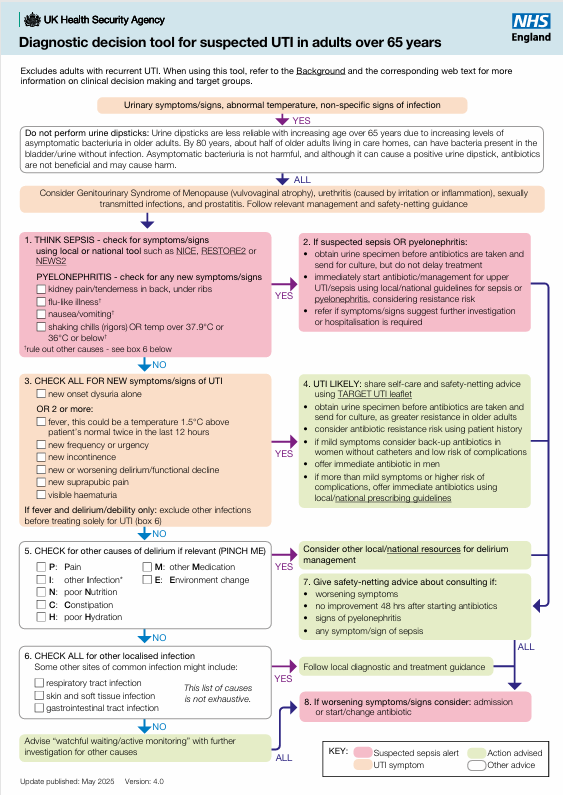 UK Health Security Agency
NHS
England
Diagnostic decision tool for suspected UTI in adults over 65 years
Excludes adults with recurrent UTI. When using this tool, refer to the Background and the corresponding web text for more
information on clinical decision making and target groups.
Urinary symptoms/signs, abnormal temperature, non-specific signs of infection
YES
Do not perform urine dipsticks: Urine dipsticks are less reliable with increasing age over 65 years due to increasing levels of
asymptomatic bacteriuria in older adults. By 80 years, about half of older adults living in care homes, can have bacteria present in the
bladder/urine without infection. Asymptomatic bacteriuria is not harmful, and although it can cause a positive urine dipstick, antibiotics
are not beneficial and may cause harm.
ALL
Consider Genitourinary Syndrome of Menopause (vulvovaginal atrophy), urethritis (caused by irritation or inflammation), sexually
transmitted infections, and prostatitis. Follow relevant management and safety-netting guidance
1. THINK SEPSIS - check for symptoms/signs
using local or national tool such as NICE, RESTORE2 or
NEWS2
PYELONEPHRITIS - check for any new symptoms/signs
kidney pain/tenderness in back, under ribs
flu-like illness†
nausea/vomiting†
shaking chills (rigors) OR temp over 37.9°C or
36°C or below†
†rule out other causes - see box 6 below
YES
2. If suspected sepsis OR pyelonephritis:
• obtain urine specimen before antibiotics are taken and
send for culture, but do not delay treatment
• immediately start antibiotic/management for upper
UTI/sepsis using local/national guidelines for sepsis or
pyelonephritis, considering resistance risk
• refer if symptoms/signs suggest further investigation
or hospitalisation is required
NO
3. CHECK ALL FOR NEW symptoms/signs of UTI
new onset dysuria alone
OR 2 or more:
fever, this could be a temperature 1.5°C above
patient's normal twice in the last 12 hours
new frequency or urgency
new incontinence
new or worsening delirium/functional decline
new suprapubic pain
visible haematuria
If fever and delirium/debility only: exclude other infections
before treating solely for UTI (box 6)
YES
4. UTI LIKELY: share self-care and safety-netting advice
using TARGET UTI leaflet
• obtain urine specimen before antibiotics are taken and
send for culture, as greater resistance in older adults
• consider antibiotic resistance risk using patient history
• if mild symptoms consider back-up antibiotics in
women without catheters and low risk of complications
• offer immediate antibiotic in men
• if more than mild symptoms or higher risk of
complications, offer immediate antibiotics using
local/national prescribing guidelines
NO
5. CHECK for other causes of delirium if relevant (PINCH ME)
P: Pain
I: other Infection*
N: poor Nutrition
C: Constipation
H: poor Hydration
M: other Medication
E: Environment change
YES
Consider other local/national resources for delirium
management
7. Give safety-netting advice about consulting if:
• worsening symptoms
• no improvement 48 hrs after starting antibiotics
• signs of pyelonephritis
• any symptom/sign of sepsis
NO
ALL
6. CHECK ALL for other localised infection
Some other sites of common infection might include:
respiratory tract infection
skin and soft tissue infection
gastrointestinal tract infection
This list of causes
is not exhaustive.
YES
Follow local diagnostic and treatment guidance
8. If worsening symptoms/signs consider: admission
or start/change antibiotic
NO
Advise "watchful waiting/active monitoring" with further
investigation for other causes
ALL
KEY:
Suspected sepsis alert
Action advised
UTI symptom
Other advice
Update published: May 2025 Version: 4.0